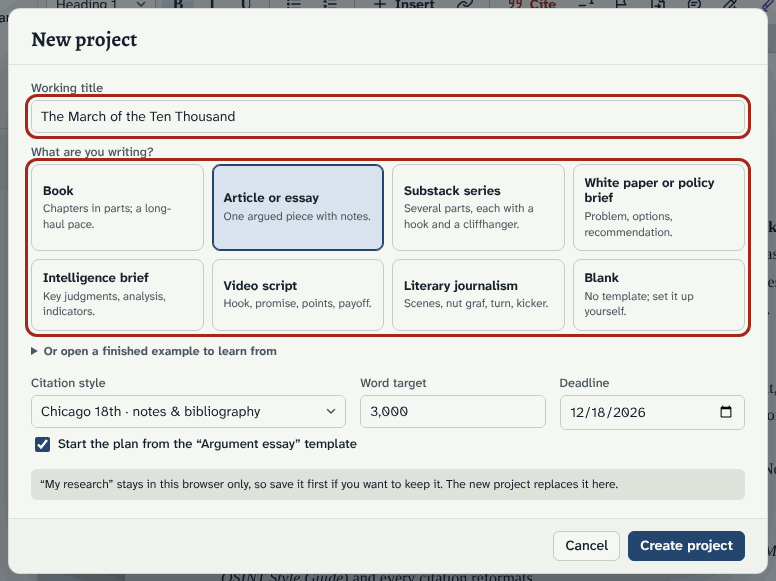 Heading 1
B
I
U
Insert
Cite
New project
Working title
The March of the Ten Thousand
What are you writing?
Book
Chapters in parts; a long-
haul pace.
Article or essay
One argued piece with notes.
Substack series
Several parts, each with a
hook and a cliffhanger.
White paper or policy
brief
Problem, options,
recommendation.
Intelligence brief
Key judgments, analysis,
indicators.
Video script
Hook, promise, points, payoff.
Literary journalism
Scenes, nut graf, turn, kicker.
Blank
No template; set it up
yourself.
Or open a finished example to learn from
Citation style
Word target
Deadline
Chicago 18th · notes & bibliography
3,000
12/18/2026
Start the plan from the “Argument essay” template
“My research” stays in this browser only, so save it first if you want to keep it. The new project replaces it here.
Cancel
Create project
OSINT Style Guide) and every citation reformats